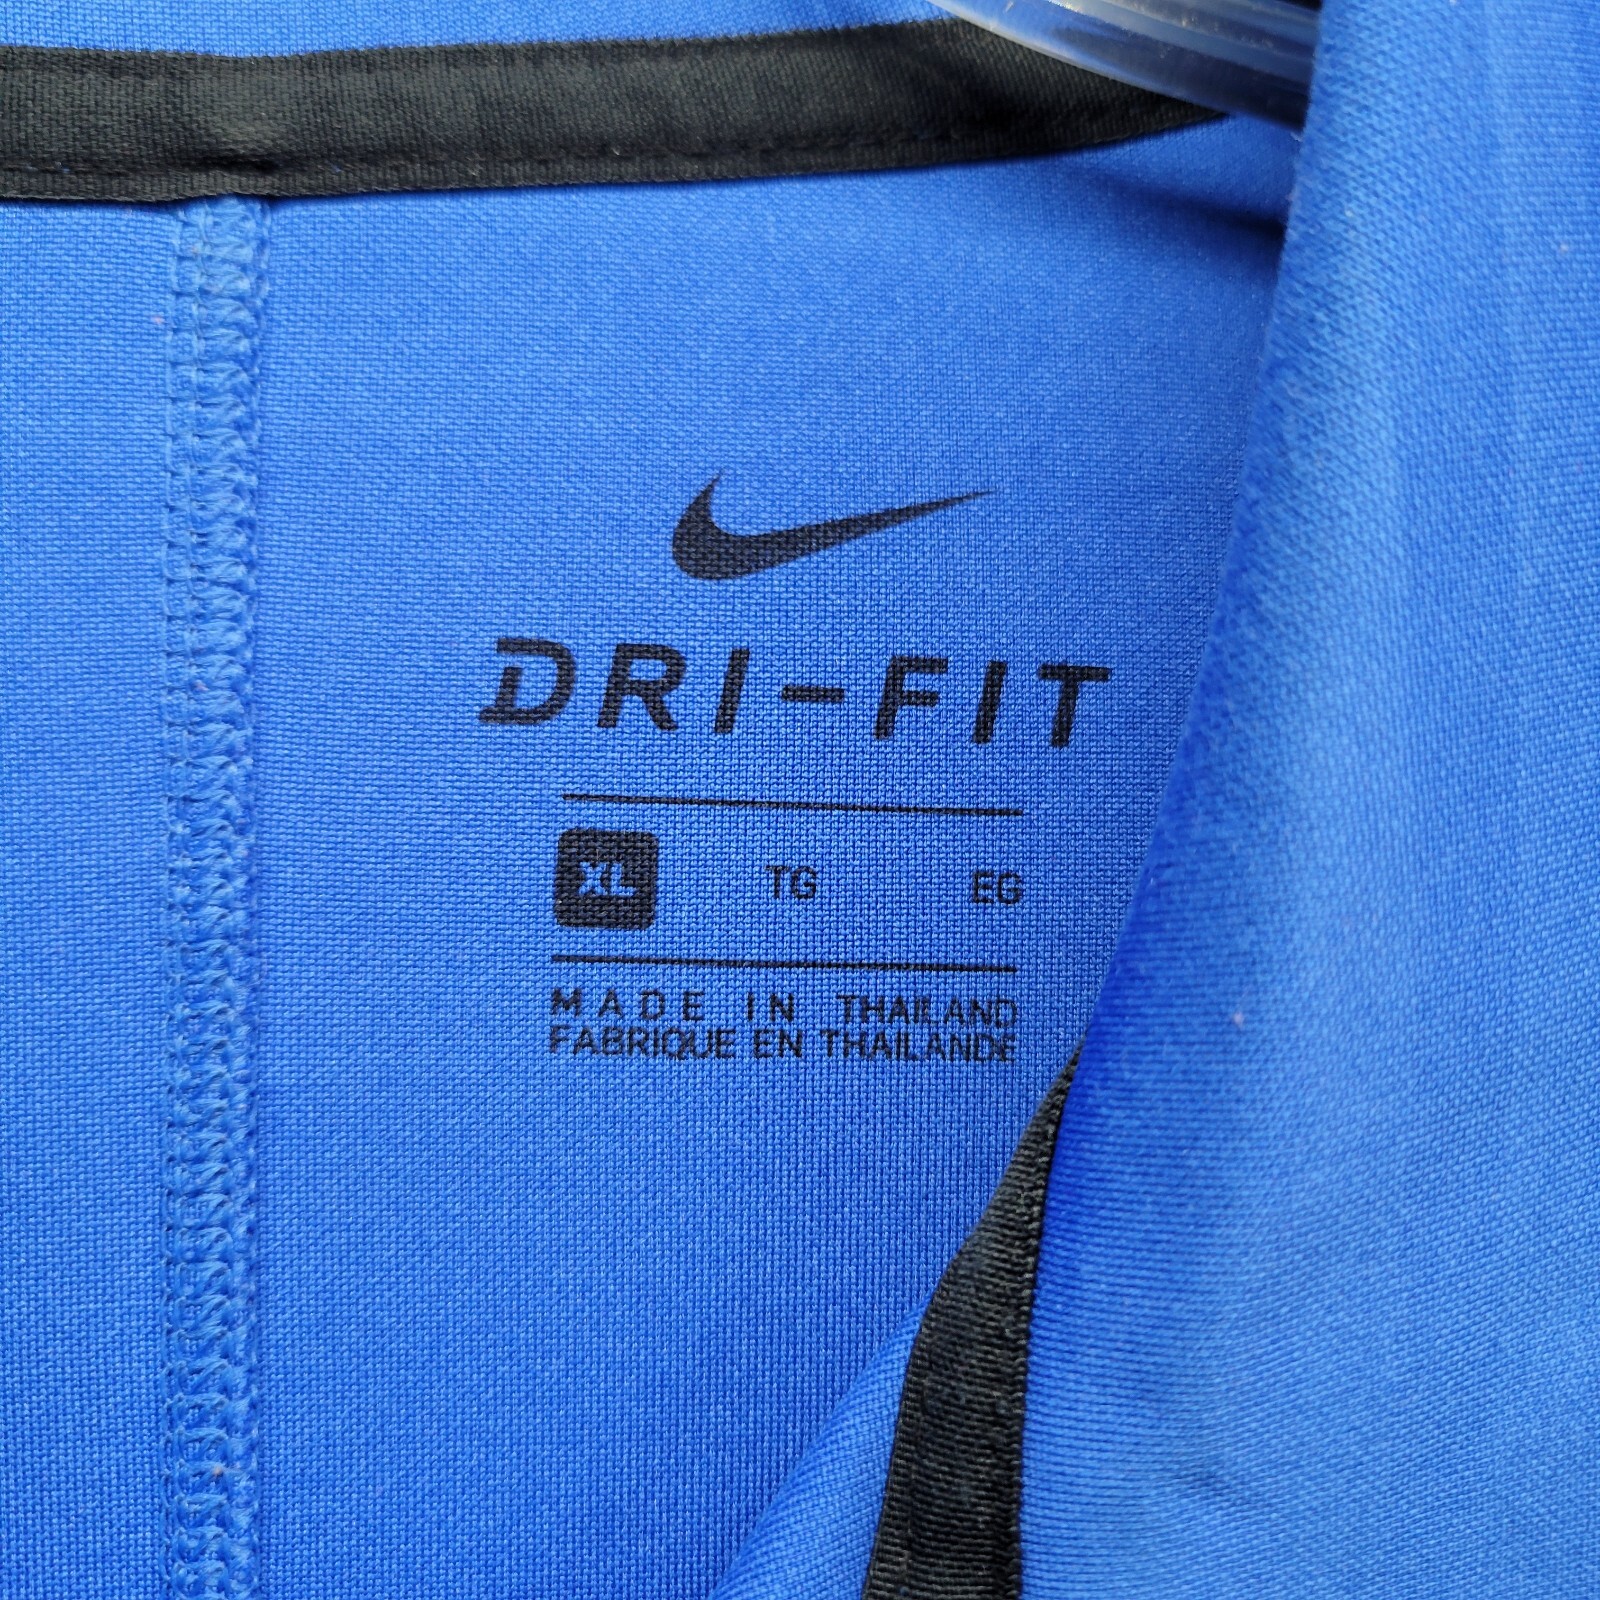 DRI-FIT
XL TG EG
MADE IN THAILAND
FABRIQUE EN THAILANDE